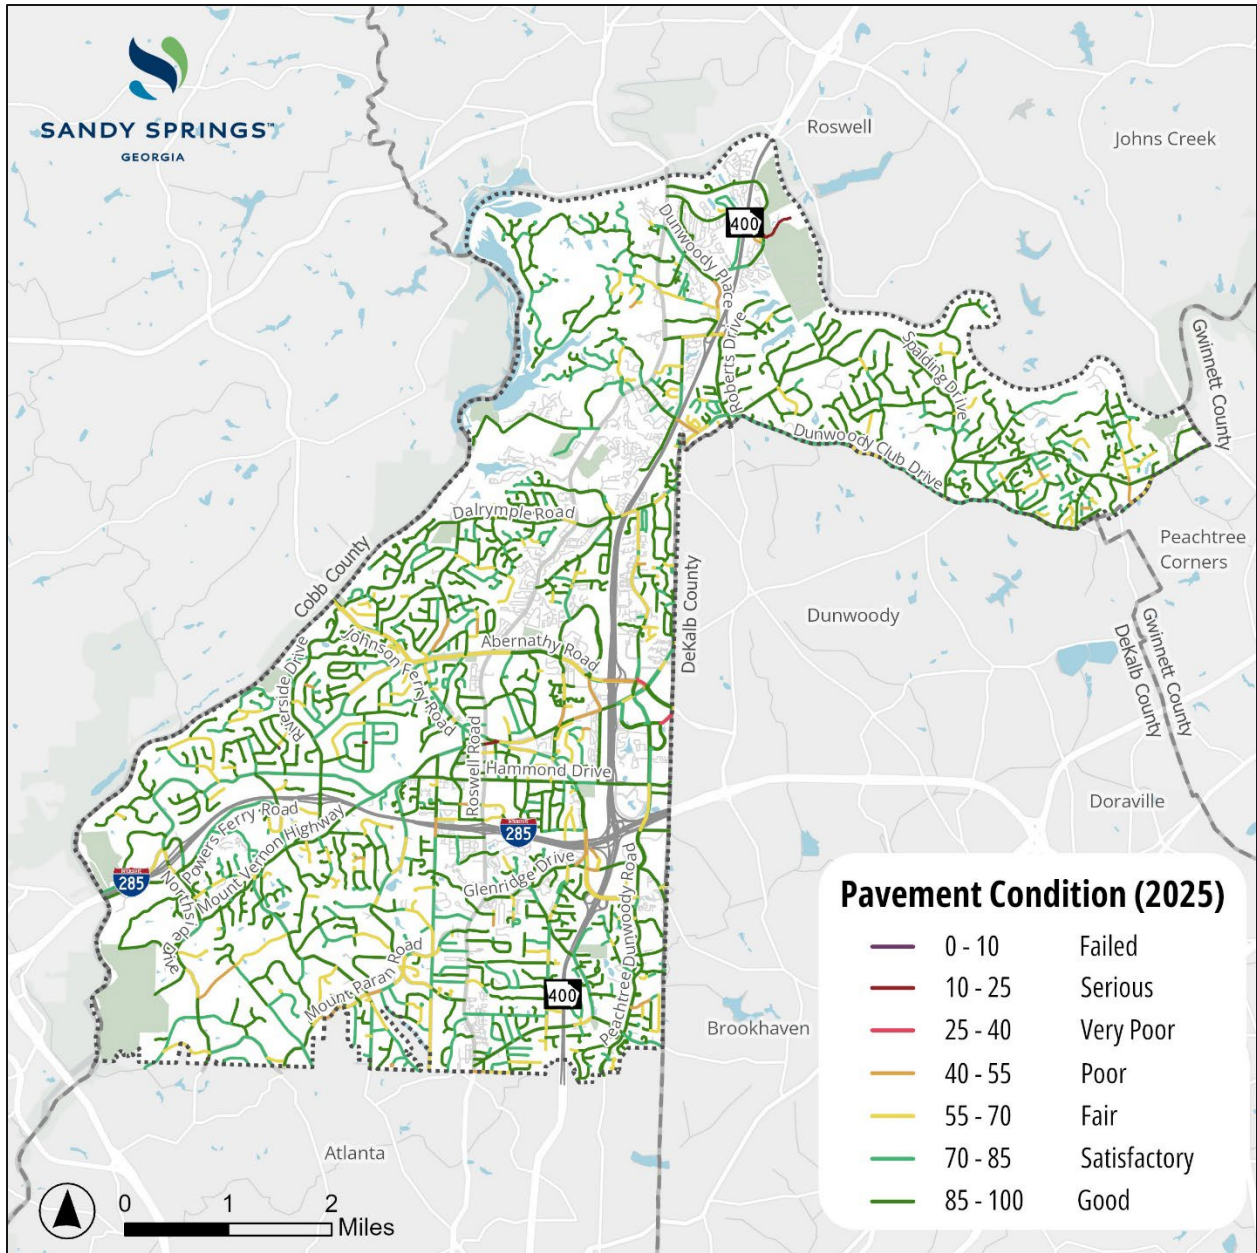 SANDY SPRINGS™
GEORGIA
Roswell
Johns Creek
400
Dunwoody Place
Roberts Drive
Spalding Drive
Gwinnett County
Dunwoody Club Drive
Dalrymple Road
Peachtree
Corners
Cobb County
DeKalb County
Dunwoody
Gwinnett County
DeKalb County
Johnson Ferry Road
Abernathy Road
Riverside Drive
Roswell Road
Hammond Drive
Doraville
Powers Ferry Road
INTERSTATE
285
INTERSTATE
285
Mount Vernon Highway
Northside Drive
Glenridge Drive
Peachtree Dunwoody Road
Mount Paran Road
400
Brookhaven
Atlanta
Pavement Condition (2025)
0 - 10 Failed
10 - 25 Serious
25 - 40 Very Poor
40 - 55 Poor
55 - 70 Fair
70 - 85 Satisfactory
85 - 100 Good
0 1 2
Miles